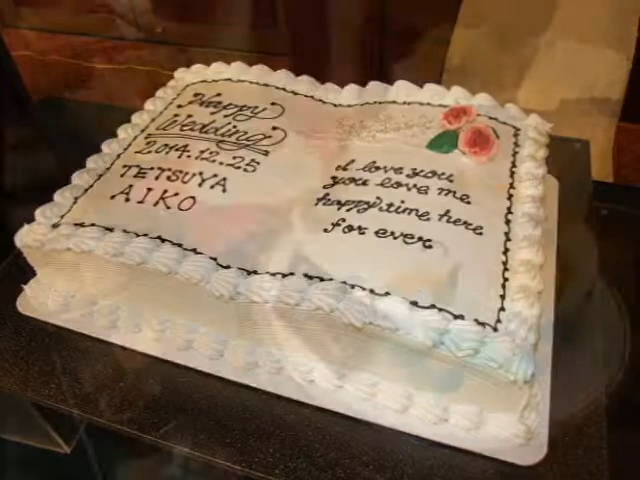 Happy
Wedding
2014.12.25
TETSUYA
AIKO
I love you
you love me
happy time here
for ever